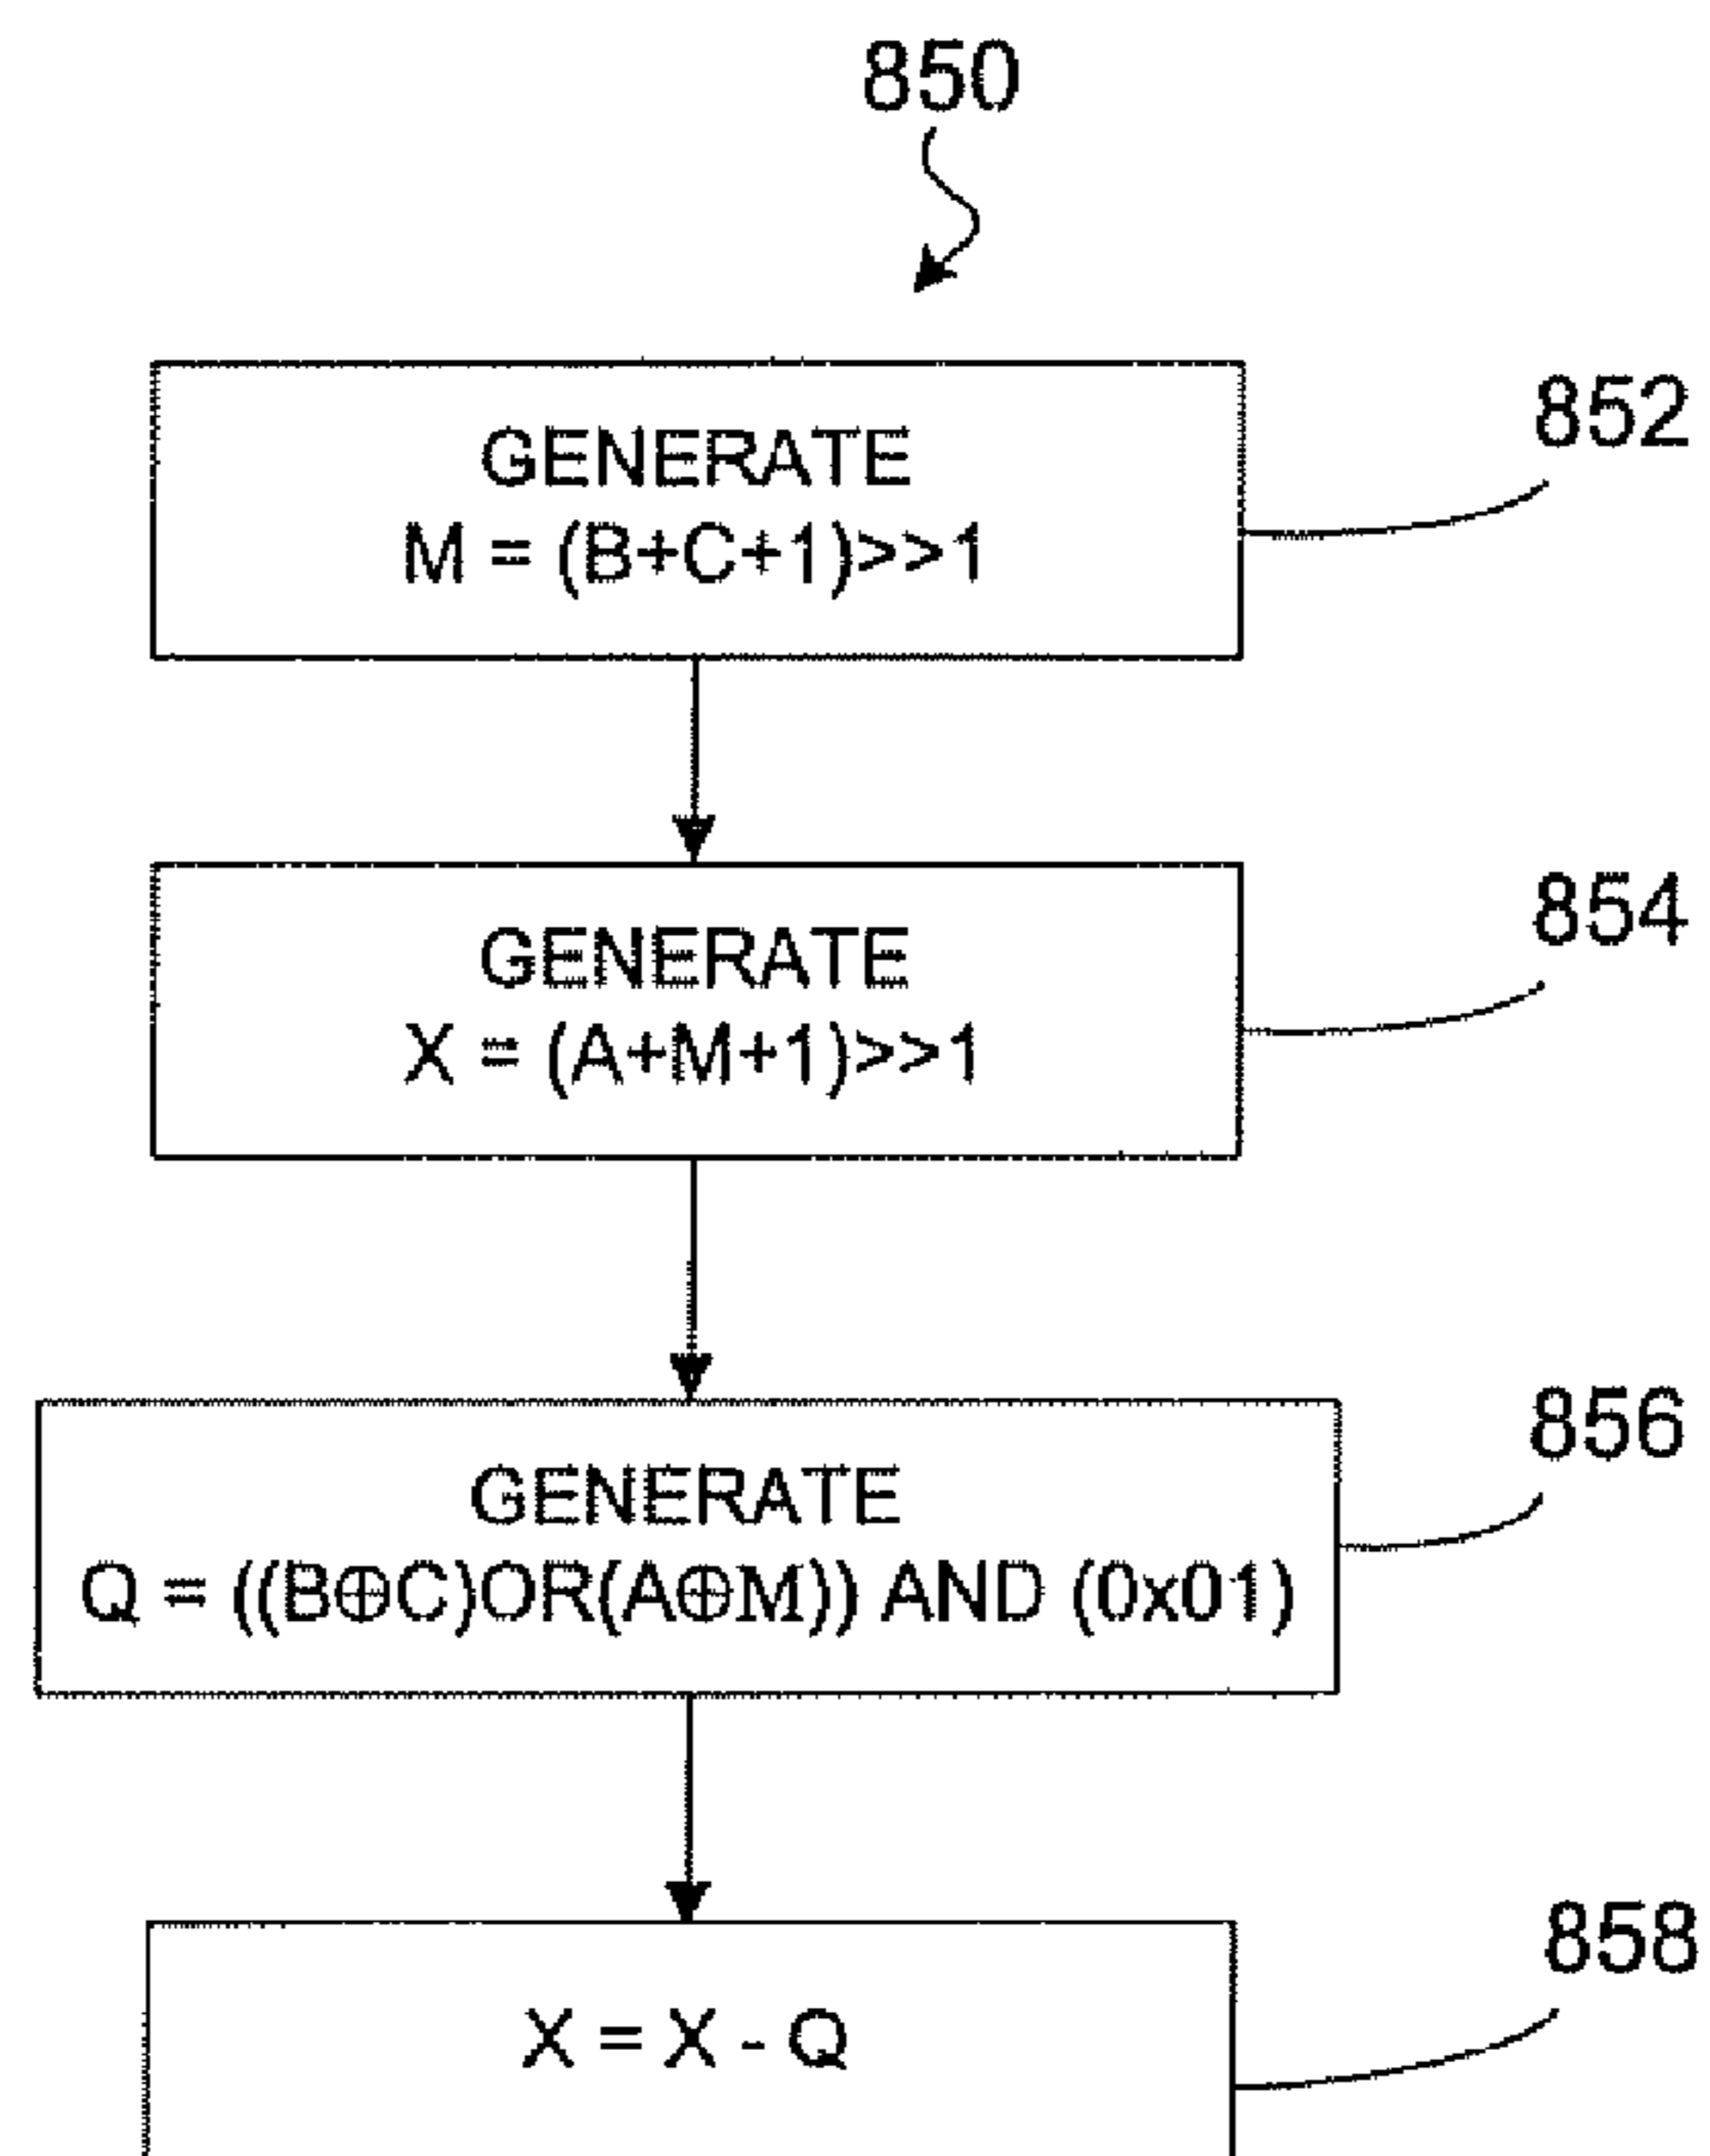 850
GENERATE
M = (B+C+1)>>1
852
GENERATE
X = (A+M+1)>>1
854
GENERATE
Q = ((B⊕C)OR(A⊕M)) AND (0x01)
856
X = X - Q
858